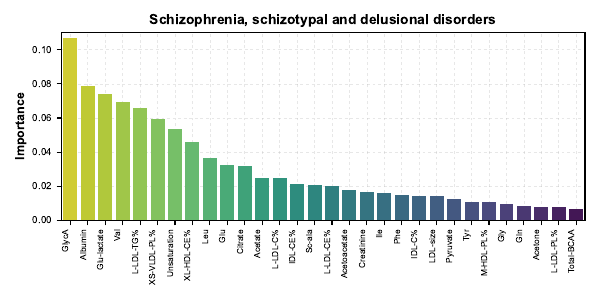 Schizophrenia, schizotypal and delusional disorders
Importance
0.10
0.08
0.06
0.04
0.02
0.00
GlycA
Albumin
Glu-lactate
Val
L-LDL-TG%
XS-VLDL-PL%
Unsaturation
XL-HDL-CE%
Leu
Glu
Citrate
Acetate
L-LDL-C%
IDL-CE%
Sc-ala
L-LDL-CE%
Acetoacetate
Creatinine
Ile
Phe
IDL-C%
LDL-size
Pyruvate
Tyr
M-HDL-PL%
Gly
Gln
Acetone
L-LDL-PL%
Total-BCAA